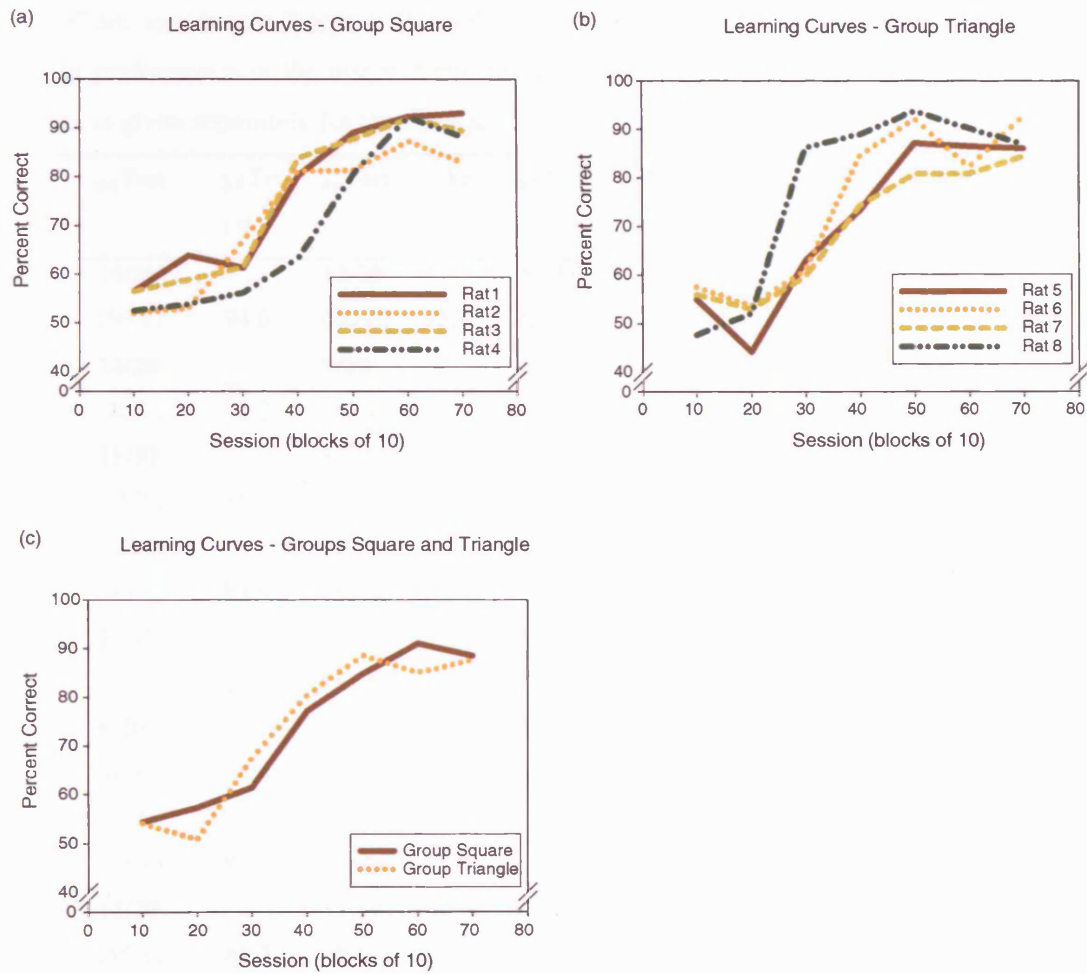 (a)
Learning Curves - Group Square
Percent Correct
100
90
80
70
60
50
40
0
0 10 20 30 40 50 60 70 80
Session (blocks of 10)
Rat1
Rat2
Rat3
Rat4
(b)
Learning Curves - Group Triangle
Percent Correct
100
90
80
70
60
50
40
0
0 10 20 30 40 50 60 70 80
Session (blocks of 10)
Rat 5
Rat 6
Rat 7
Rat 8
(c)
Learning Curves - Groups Square and Triangle
Percent Correct
100
90
80
70
60
50
40
0
0 10 20 30 40 50 60 70 80
Session (blocks of 10)
Group Square
Group Triangle